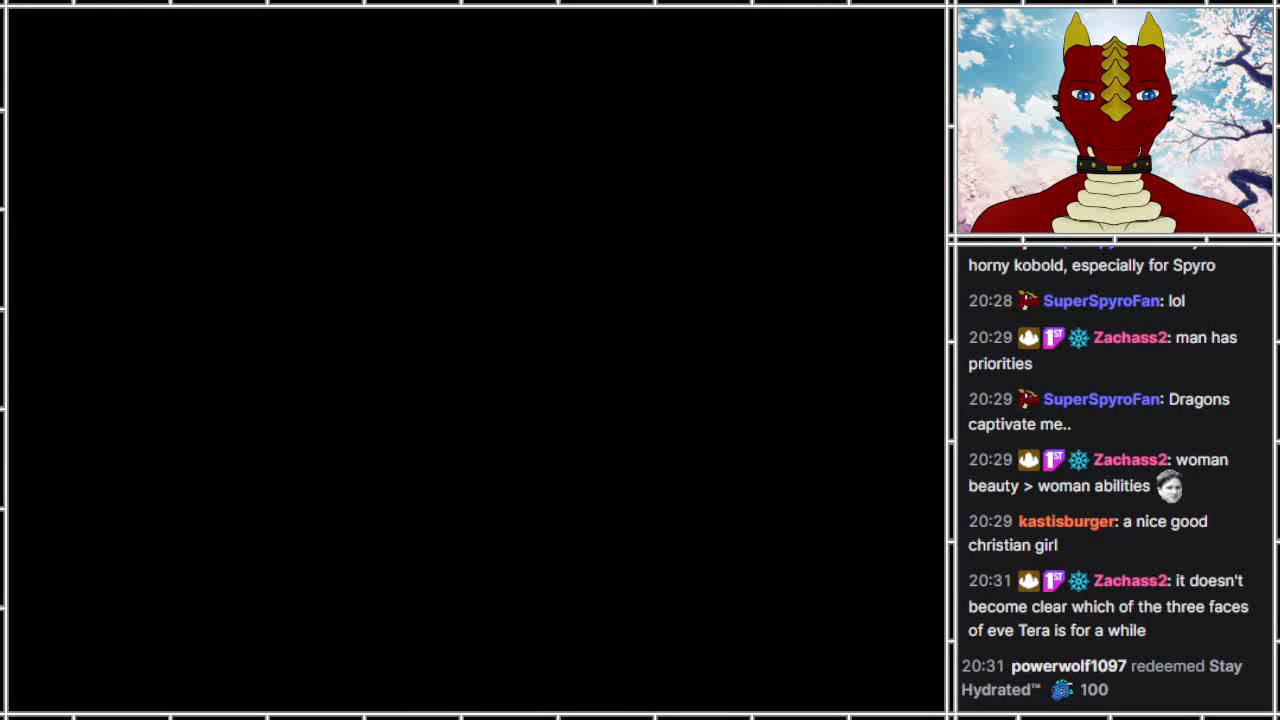 horny kobold, especially for Spyro
20:28 SuperSpyroFan: lol
20:29 1ST Zachass2: man has
priorities
20:29 SuperSpyroFan: Dragons
captivate me..
20:29 1ST Zachass2: woman
beauty > woman abilities
20:29 kastisburger: a nice good
christian girl
20:31 1ST Zachass2: it doesn't
become clear which of the three faces
of eve Tera is for a while
20:31 powerwolf1097 redeemed Stay
Hydrated™ 100